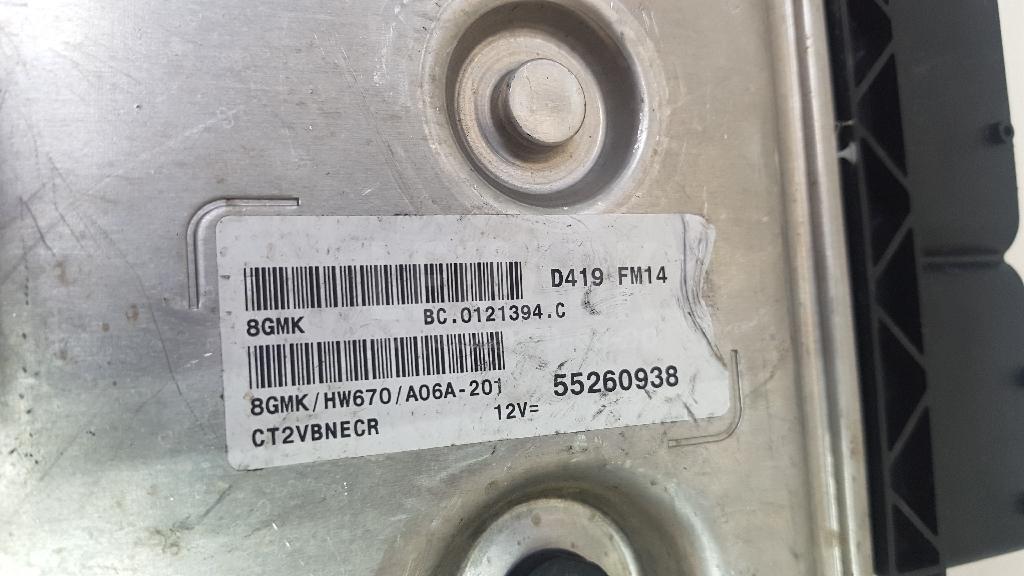 D419 FM14
8GMK BC.0121394.C
8GMK/HW670/A06A-201 55260938
12V=
CT2VBNECR